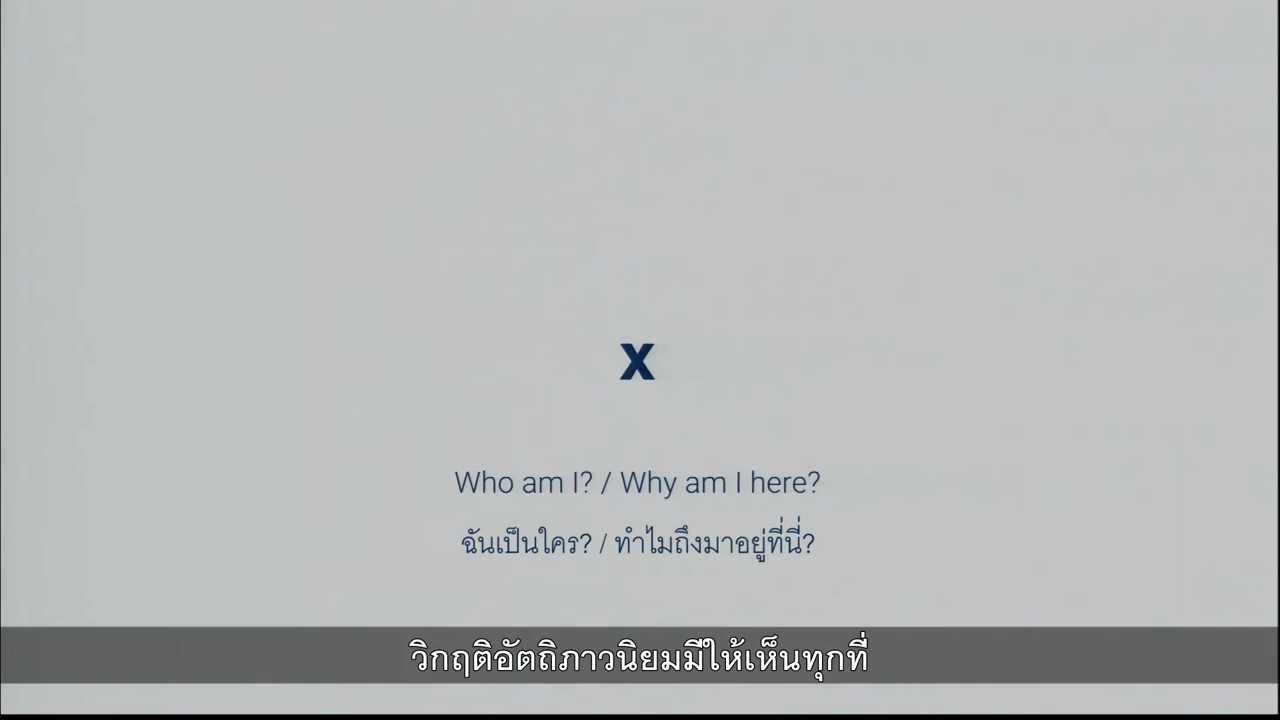 x
Who am I? / Why am I here?
ฉันเป็นใคร? / ทำไมถึงมาอยู่ที่นี่?
วิกฤติอัตถิภาวนิยมมีให้เห็นทุกที่